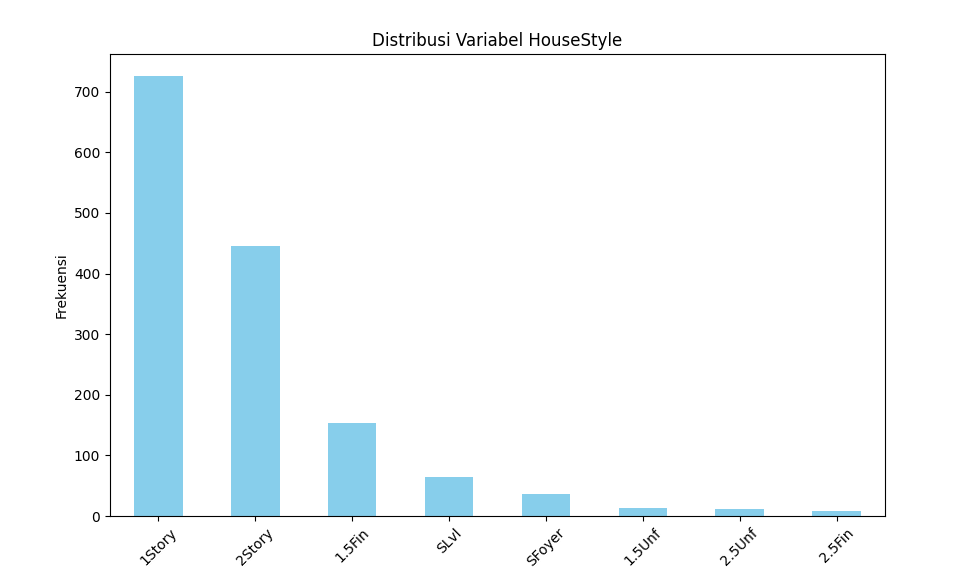 Distribusi Variabel HouseStyle
Frekuensi
700
600
500
400
300
200
100
0
1Story
2Story
1.5Fin
SLvl
SFoyer
1.5Unf
2.5Unf
2.5Fin